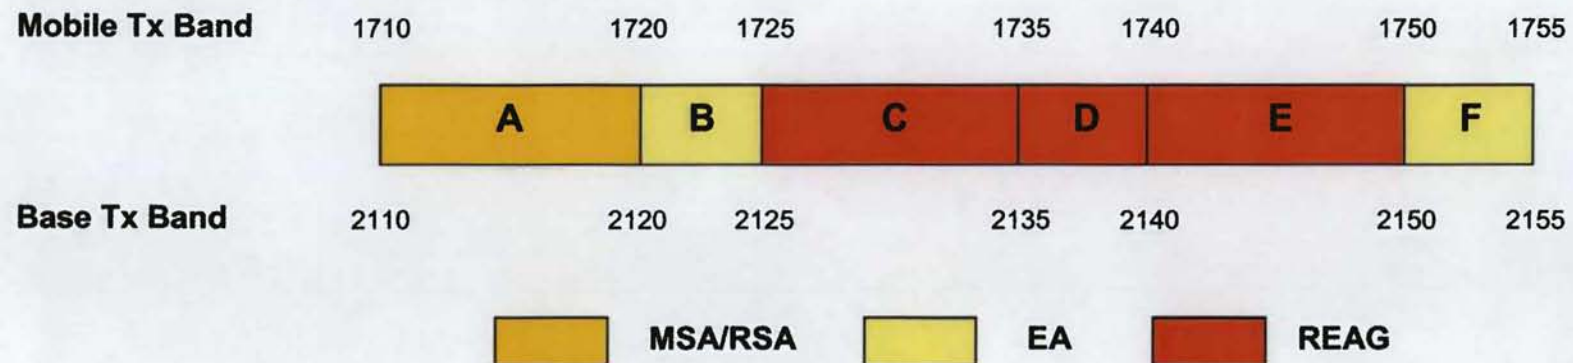 Mobile Tx Band 1710 1720 1725 1735 1740 1750 1755
A B C D E F
Base Tx Band 2110 2120 2125 2135 2140 2150 2155
MSA/RSA EA REAG